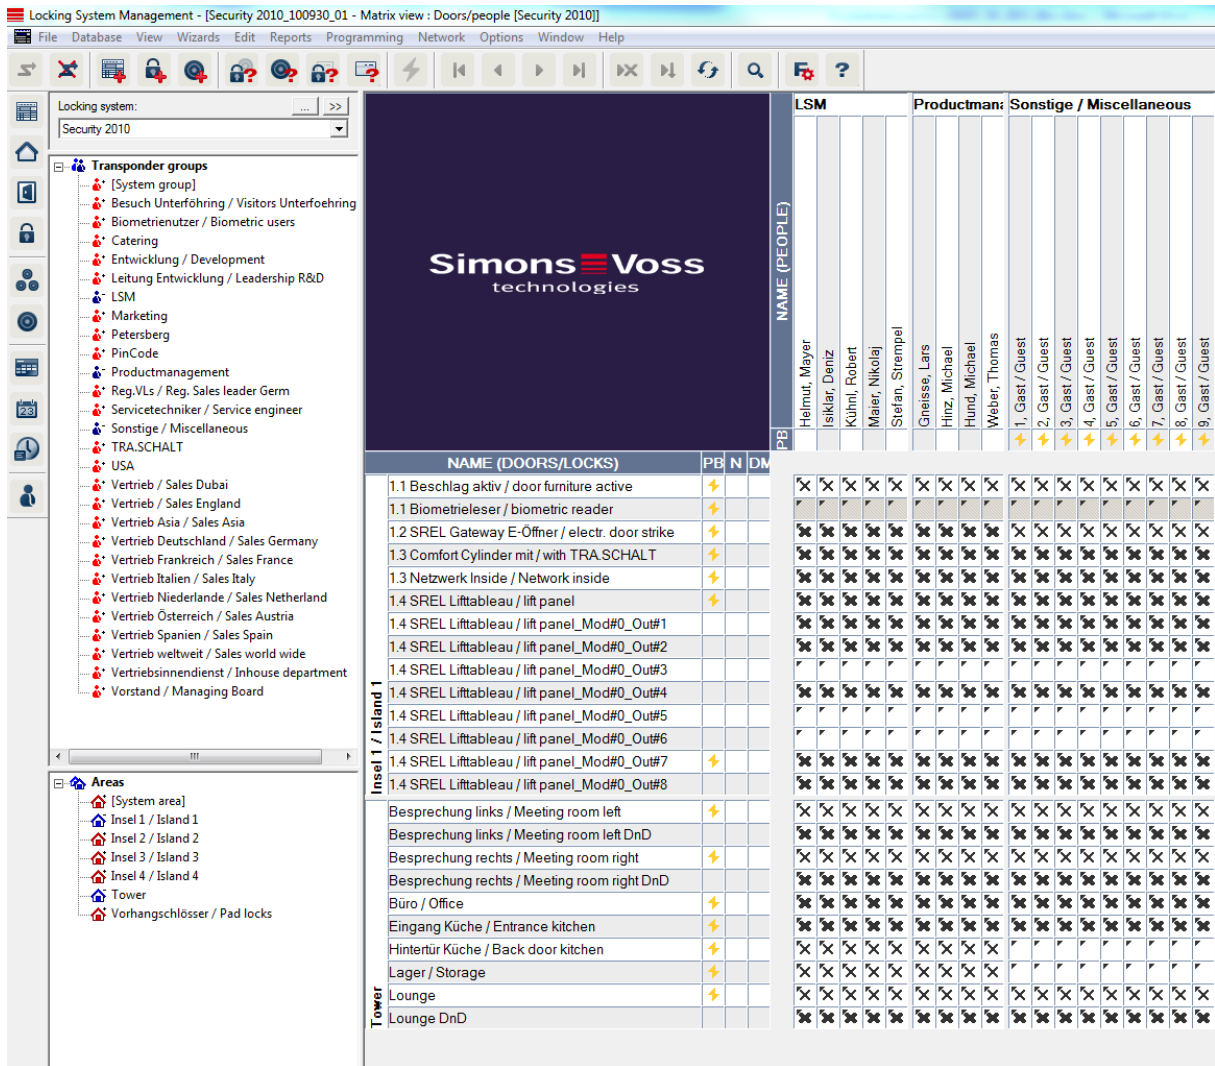 Locking System Management - [Security 2010_100930_01 - Matrix view : Doors/people [Security 2010]]
File Database View Wizards Edit Reports Programming Network Options Window Help
Locking system:
... >>
Security 2010
Transponder groups
[System group]
Besuch Unterföhring / Visitors Unterfoehring
Biometrienutzer / Biometric users
Catering
Entwicklung / Development
Leitung Entwicklung / Leadership R&D
LSM
Marketing
Petersberg
PinCode
Productmanagement
Reg.VLs / Reg. Sales leader Germ
Servicetechniker / Service engineer
Sonstige / Miscellaneous
TRA.SCHALT
USA
Vertrieb / Sales Dubai
Vertrieb / Sales England
Vertrieb Asia / Sales Asia
Vertrieb Deutschland / Sales Germany
Vertrieb Frankreich / Sales France
Vertrieb Italien / Sales Italy
Vertrieb Niederlande / Sales Netherland
Vertrieb Österreich / Sales Austria
Vertrieb Spanien / Sales Spain
Vertrieb weltweit / Sales world wide
Vertriebsinnendienst / Inhouse department
Vorstand / Managing Board
Areas
[System area]
Insel 1 / Island 1
Insel 2 / Island 2
Insel 3 / Island 3
Insel 4 / Island 4
Tower
Vorhangschlösser / Pad locks
23
Simons Voss
technologies
NAME (PEOPLE)
PB
LSM
Productmana
Sonstige / Miscellaneous
Helmut, Mayer
Isiklar, Deniz
Kühnl, Robert
Maier, Nikolaj
Stefan, Strempel
Gneisse, Lars
Hinz, Michael
Hund, Michael
Weber, Thomas
1, Gast / Guest
2, Gast / Guest
3, Gast / Guest
4, Gast / Guest
5, Gast / Guest
6, Gast / Guest
7, Gast / Guest
8, Gast / Guest
9, Gast / Guest
NAME (DOORS/LOCKS) PB N DM
Insel 1 / Island 1
1.1 Beschlag aktiv / door furniture active
1.1 Biometrieleser / biometric reader
1.2 SREL Gateway E-Öffner / electr. door strike
1.3 Comfort Cylinder mit / with TRA.SCHALT
1.3 Netzwerk Inside / Network inside
1.4 SREL Lifttableau / lift panel
1.4 SREL Lifttableau / lift panel_Mod#0_Out#1
1.4 SREL Lifttableau / lift panel_Mod#0_Out#2
1.4 SREL Lifttableau / lift panel_Mod#0_Out#3
1.4 SREL Lifttableau / lift panel_Mod#0_Out#4
1.4 SREL Lifttableau / lift panel_Mod#0_Out#5
1.4 SREL Lifttableau / lift panel_Mod#0_Out#6
1.4 SREL Lifttableau / lift panel_Mod#0_Out#7
1.4 SREL Lifttableau / lift panel_Mod#0_Out#8
Tower
Besprechung links / Meeting room left
Besprechung links / Meeting room left DnD
Besprechung rechts / Meeting room right
Besprechung rechts / Meeting room right DnD
Büro / Office
Eingang Küche / Entrance kitchen
Hintertür Küche / Back door kitchen
Lager / Storage
Lounge
Lounge DnD